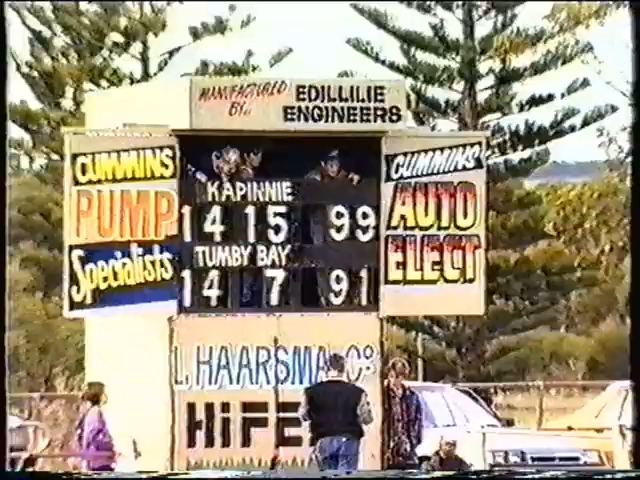 MANUFACTURED
BY...
EDILLILIE
ENGINEERS
CUMMINS
PUMP
Specialists
KAPINNIE
14 15 99
TUMBY BAY
14 7 91
CUMMINS
AUTO
ELECT
L HAARSMA Co
HiFE